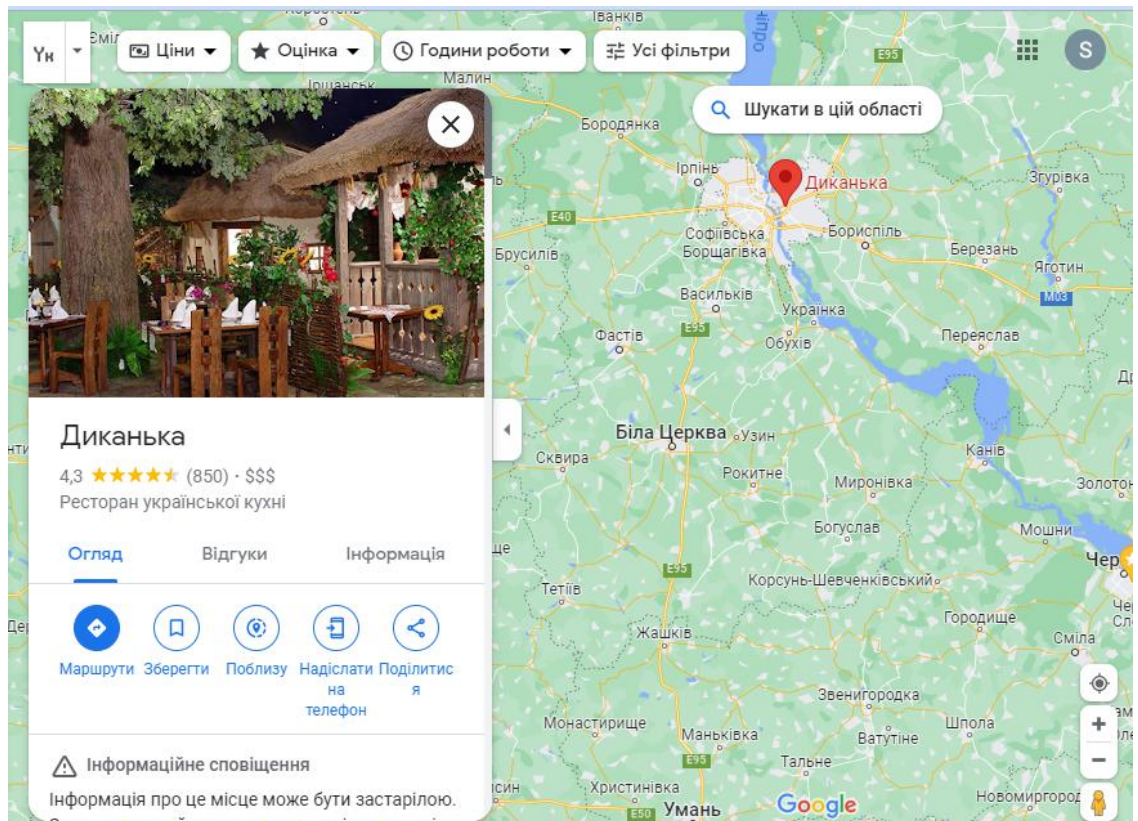 Ціни
Оцінка
Години роботи
Усі фільтри
S
Шукати в цій області
Диканька
4,3 (850) · $$$
Ресторан української кухні
Огляд Відгуки Інформація
Маршрути Зберегти Поблизу Надіслати на телефон Поділитися
Інформаційне сповіщення
Інформація про це місце може бути застарілою.
Іванків
Малин
E95
Бородянка
Ірпінь
Диканька
Згурівка
E40
Софіївська
Борщагівка
Бориспіль
Березань
Брусилів
Яготин
M03
Васильків
Українка
E95
Фастів
Обухів
Переяслав
Біла Церква
Узин
Сквира
Канів
Рокитне
Миронівка
Богуслав
Мошни
E95
Корсунь-Шевченківський
Тетіїв
Городище
Жашків
Сміла
Звенигородка
Монастирище
Маньківка
Ватутіне
Шпола
E95
Тальне
Христинівка
E50
Умань
Google
Новомиргород